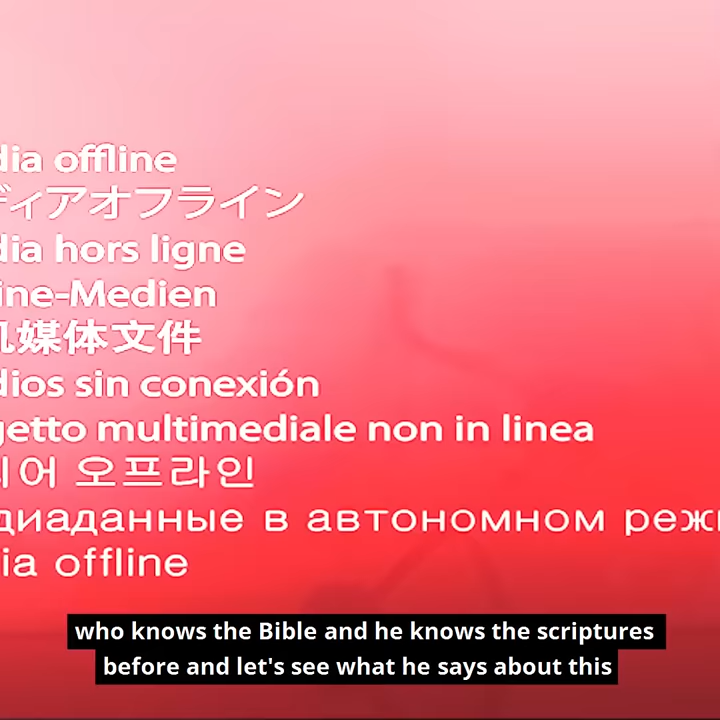 dia offline
ディアオフライン
dia hors ligne
ine-Medien
机媒体文件
dios sin conexión
getto multimediale non in linea
디어 오프라인
диаданные в автономном режи
ia offline
who knows the Bible and he knows the scriptures
before and let's see what he says about this